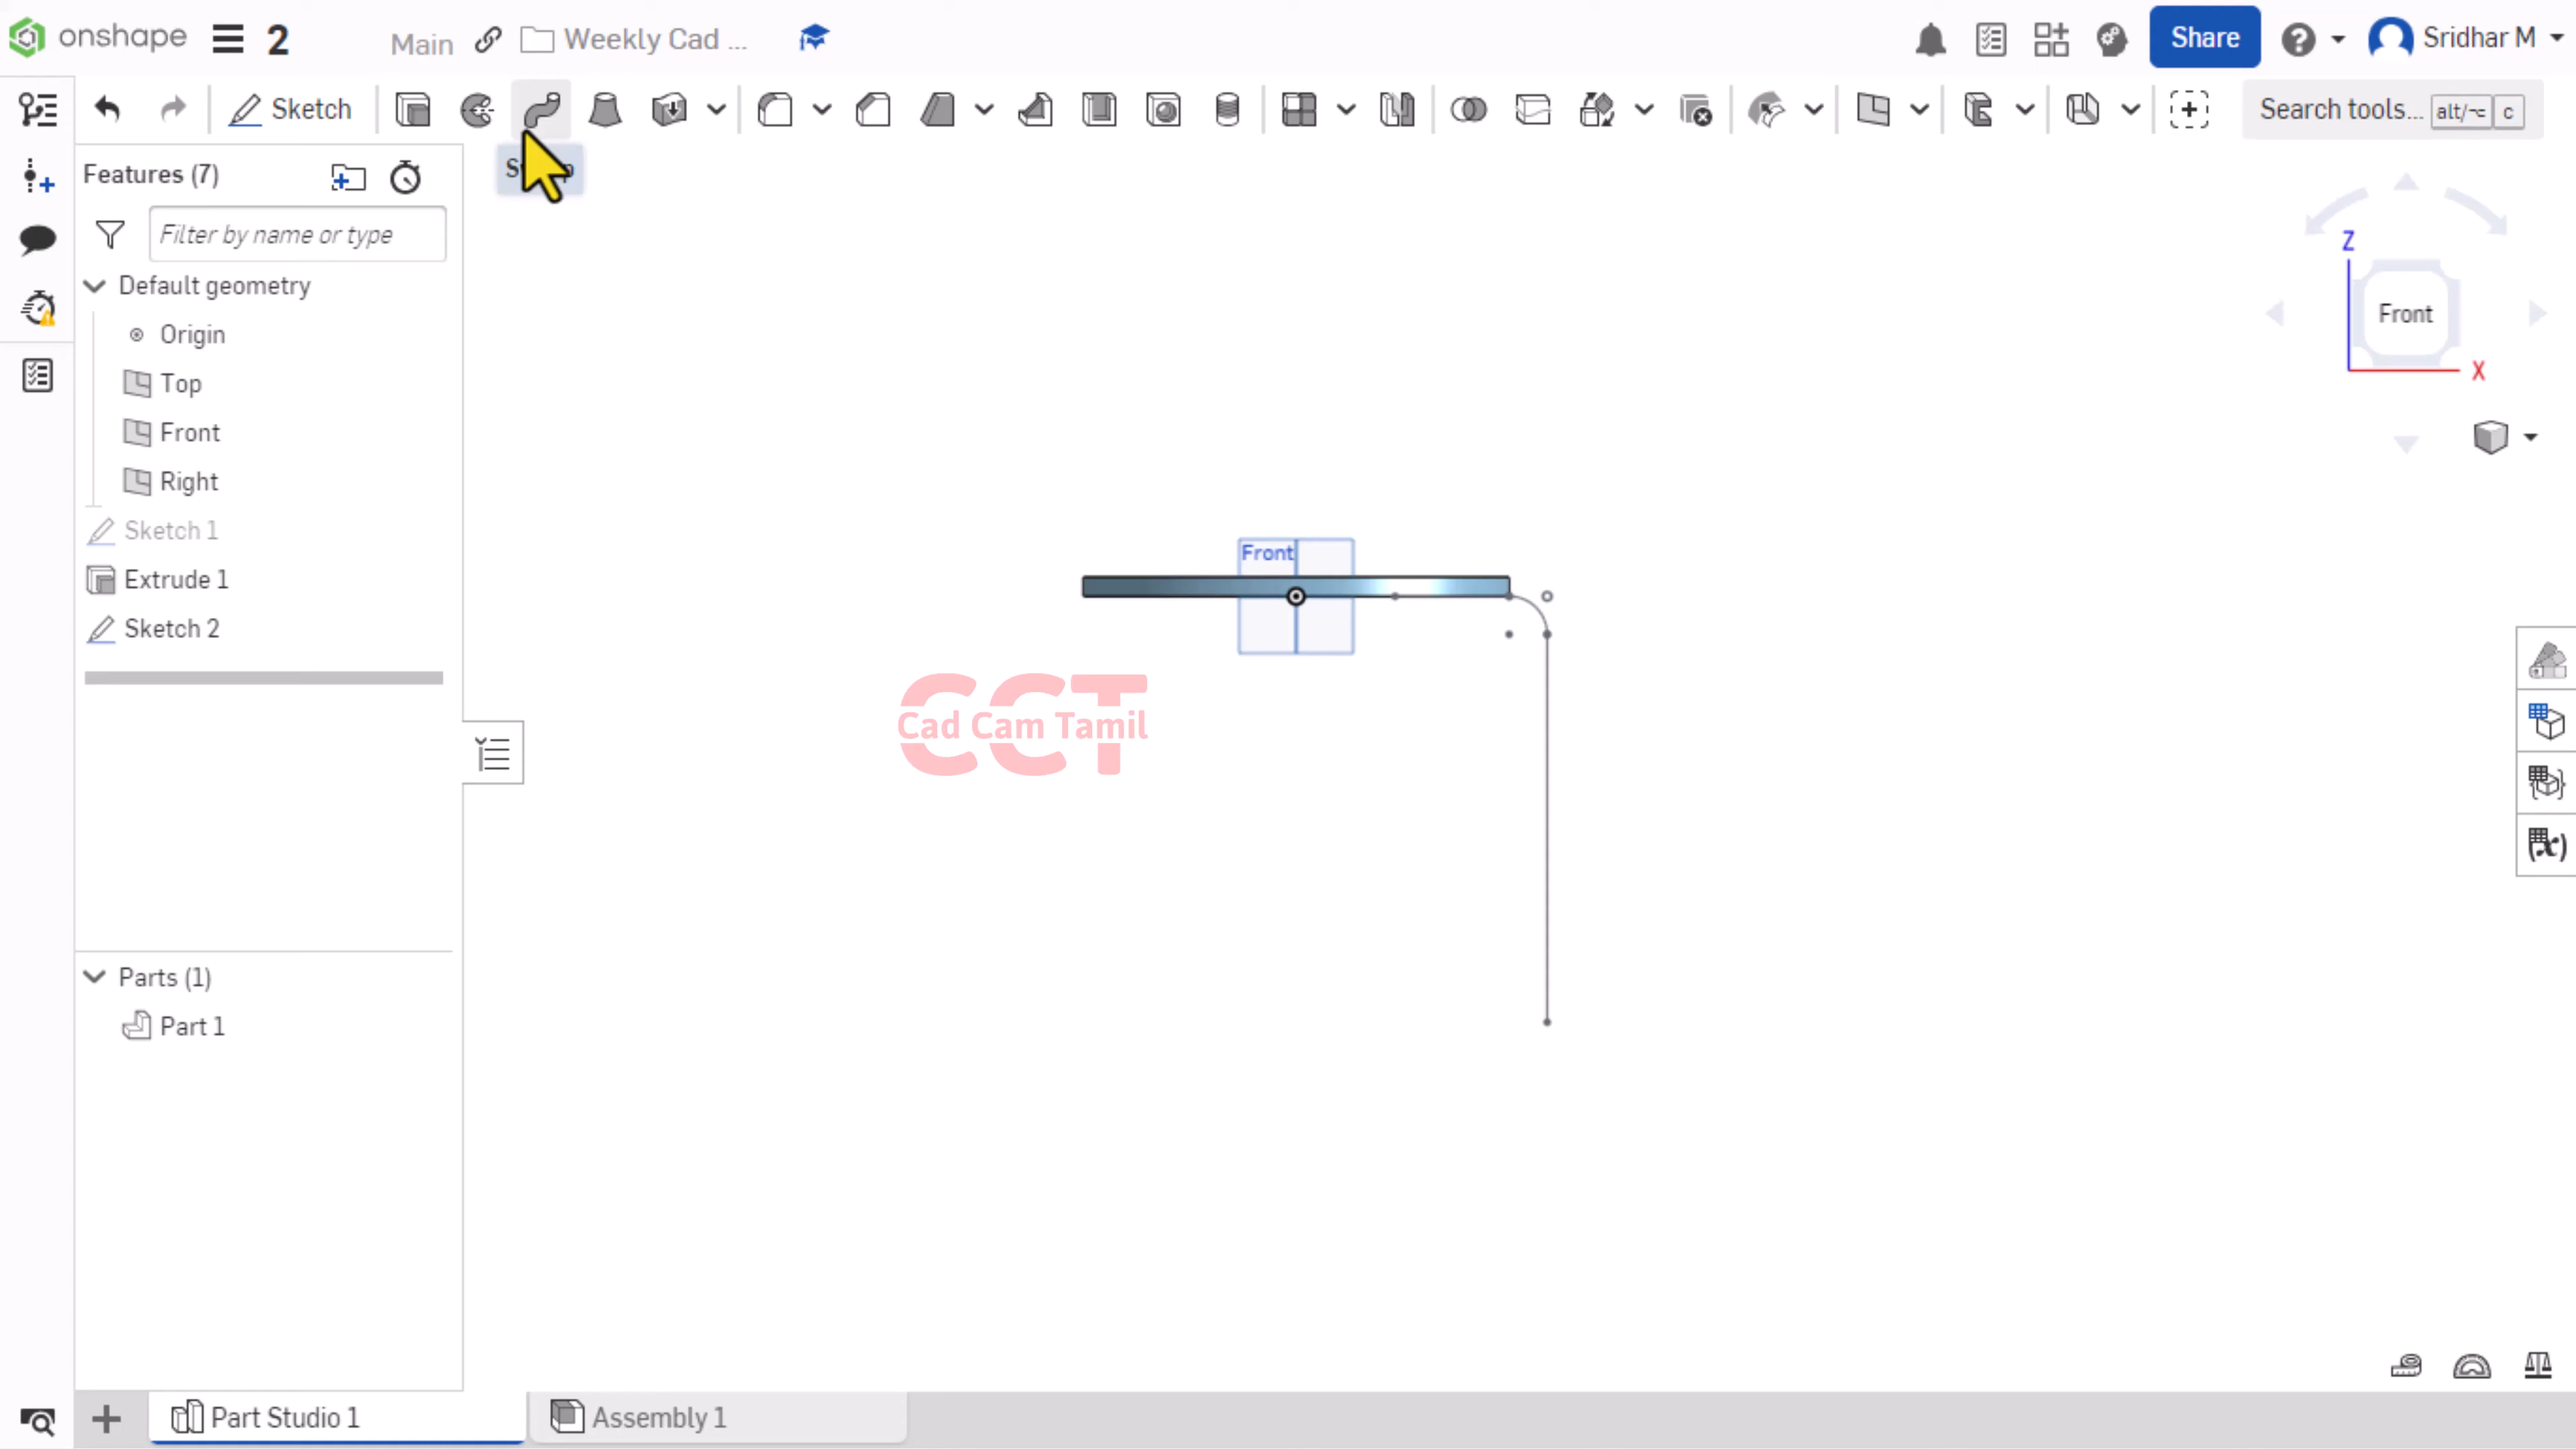 onshape
2
Main
Weekly Cad ...
Share
Sridhar M
Sketch
Search tools... alt/⌥ c
Features (7)
Filter by name or type
Default geometry
Origin
Top
Front
Right
Sketch 1
Extrude 1
Sketch 2
Parts (1)
Part 1
Front
CCT
Cad Cam Tamil
Z
Front
X
Part Studio 1
Assembly 1